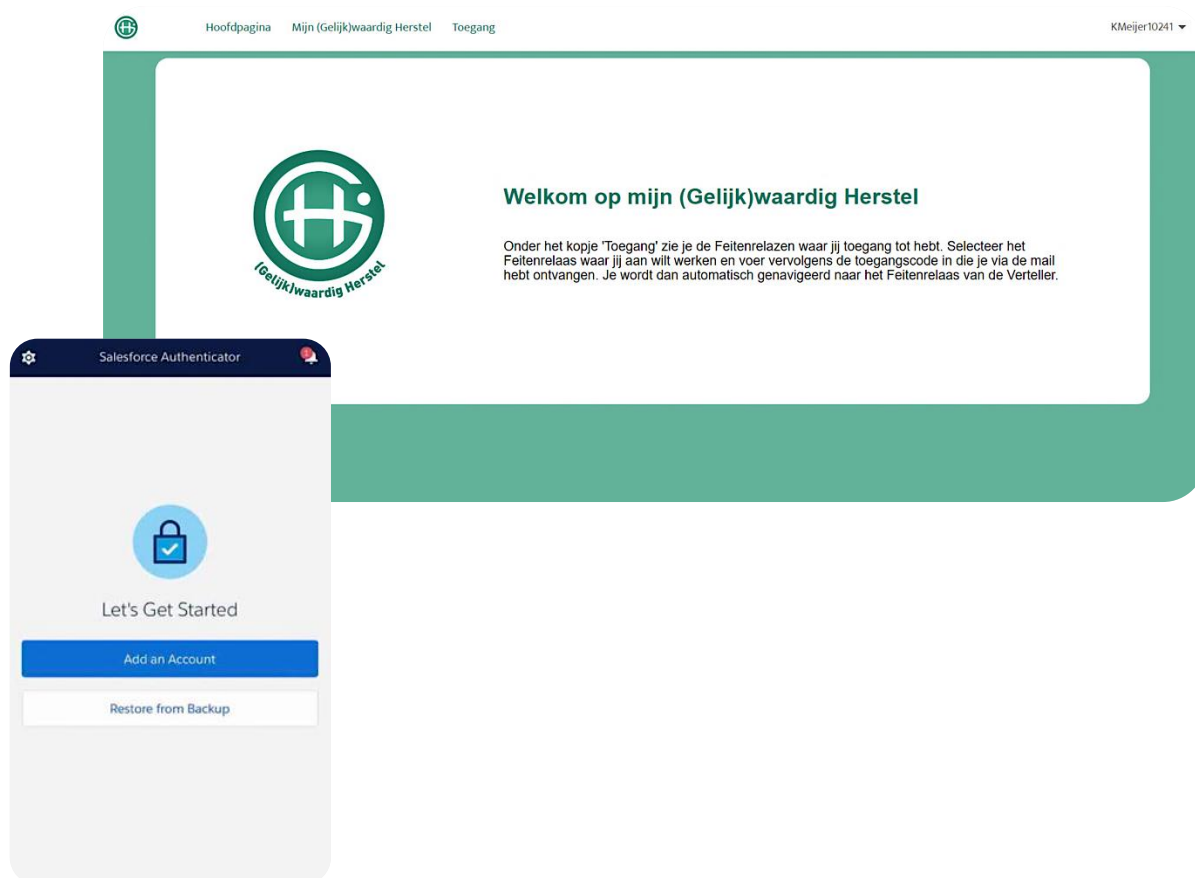 Hoofdpagina Mijn (Gelijk)waardig Herstel Toegang KMeijer10241
(Gelijk)waardig Herstel
Welkom op mijn (Gelijk)waardig Herstel
Onder het kopje 'Toegang' zie je de Feitenrelazen waar jij toegang tot hebt. Selecteer het
Feitenrelaas waar jij aan wilt werken en voer vervolgens de toegangscode in die je via de mail
hebt ontvangen. Je wordt dan automatisch genavigeerd naar het Feitenrelaas van de Verteller.
Salesforce Authenticator
Let's Get Started
Add an Account
Restore from Backup